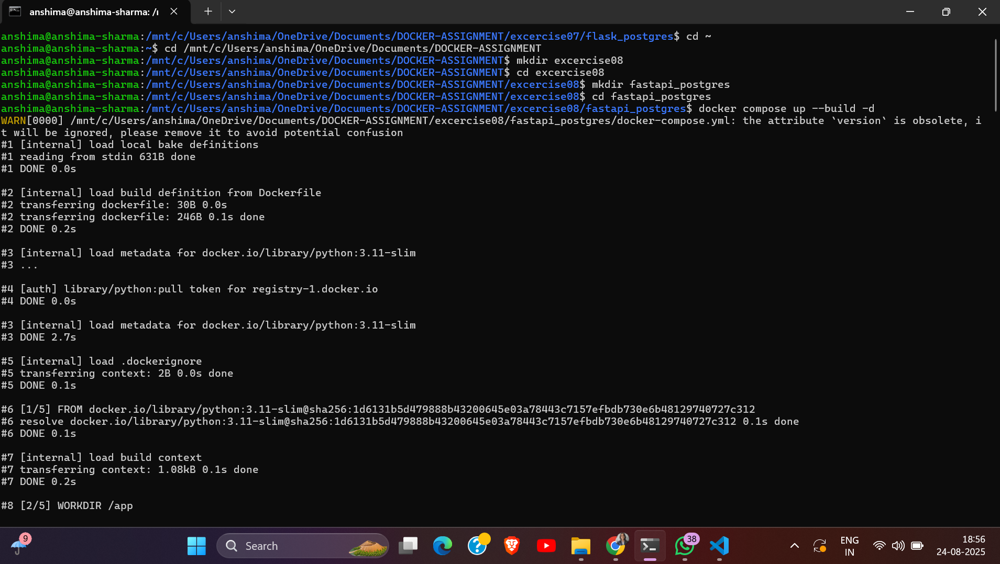 anshima@anshima-sharma: /r
anshima@anshima-sharma:/mnt/c/Users/anshima/OneDrive/Documents/DOCKER-ASSIGNMENT/excercise07/flask_postgres$ cd ~
anshima@anshima-sharma:~$ cd /mnt/c/Users/anshima/OneDrive/Documents/DOCKER-ASSIGNMENT
anshima@anshima-sharma:/mnt/c/Users/anshima/OneDrive/Documents/DOCKER-ASSIGNMENT$ mkdir excercise08
anshima@anshima-sharma:/mnt/c/Users/anshima/OneDrive/Documents/DOCKER-ASSIGNMENT$ cd excercise08
anshima@anshima-sharma:/mnt/c/Users/anshima/OneDrive/Documents/DOCKER-ASSIGNMENT/excercise08$ mkdir fastapi_postgres
anshima@anshima-sharma:/mnt/c/Users/anshima/OneDrive/Documents/DOCKER-ASSIGNMENT/excercise08$ cd fastapi_postgres
anshima@anshima-sharma:/mnt/c/Users/anshima/OneDrive/Documents/DOCKER-ASSIGNMENT/excercise08/fastapi_postgres$ docker compose up --build -d
WARN[0000] /mnt/c/Users/anshima/OneDrive/Documents/DOCKER-ASSIGNMENT/excercise08/fastapi_postgres/docker-compose.yml: the attribute `version` is obsolete, i
t will be ignored, please remove it to avoid potential confusion
#1 [internal] load local bake definitions
#1 reading from stdin 631B done
#1 DONE 0.0s
#2 [internal] load build definition from Dockerfile
#2 transferring dockerfile: 30B 0.0s
#2 transferring dockerfile: 246B 0.1s done
#2 DONE 0.2s
#3 [internal] load metadata for docker.io/library/python:3.11-slim
#3 ...
#4 [auth] library/python:pull token for registry-1.docker.io
#4 DONE 0.0s
#3 [internal] load metadata for docker.io/library/python:3.11-slim
#3 DONE 2.7s
#5 [internal] load .dockerignore
#5 transferring context: 2B 0.0s done
#5 DONE 0.1s
#6 [1/5] FROM docker.io/library/python:3.11-slim@sha256:1d6131b5d479888b43200645e03a78443c7157efbdb730e6b48129740727c312
#6 resolve docker.io/library/python:3.11-slim@sha256:1d6131b5d479888b43200645e03a78443c7157efbdb730e6b48129740727c312 0.1s done
#6 DONE 0.1s
#7 [internal] load build context
#7 transferring context: 1.08kB 0.1s done
#7 DONE 0.2s
#8 [2/5] WORKDIR /app
9
Search
38
ENG
IN
18:56
24-08-2025